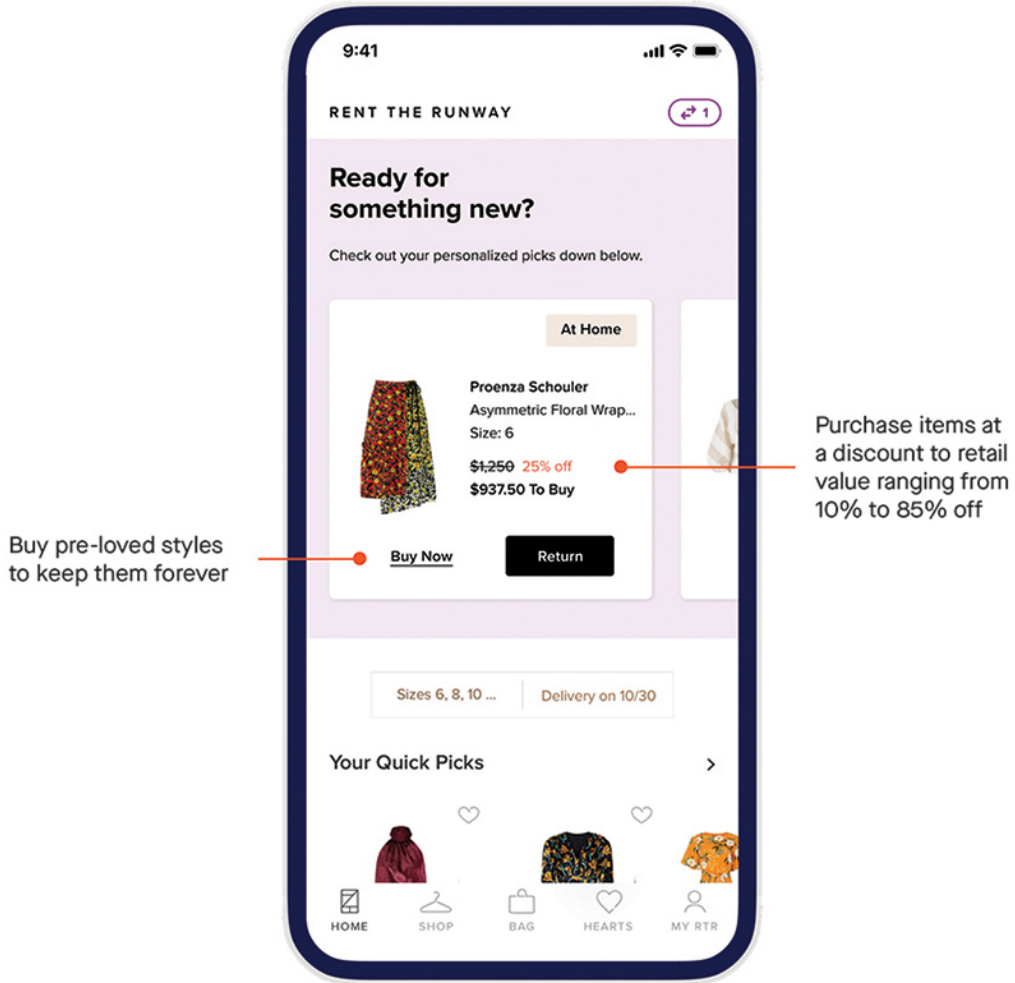 9:41
RENT THE RUNWAY
1
Ready for
something new?
Check out your personalized picks down below.
At Home
Proenza Schouler
Asymmetric Floral Wrap...
Size: 6
$1,250 25% off
$937.50 To Buy
Buy Now
Return
Purchase items at
a discount to retail
value ranging from
10% to 85% off
Buy pre-loved styles
to keep them forever
Sizes 6, 8, 10 ...
Delivery on 10/30
Your Quick Picks
HOME
SHOP
BAG
HEARTS
MY RTR